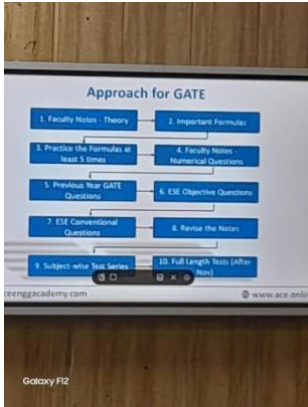 Approach for GATE
1. Faculty Notes - Theory
2. Important Formulas
3. Practice the Formulas at
least 5 times
4. Faculty Notes -
Numerical Questions
5. Previous Year GATE
Questions
6. ESE Objective Questions
7. ESE Conventional
Questions
8. Revise the Notes
9. Subject-wise Test Series
10. Full Length Tests (After
Nov)
ceenggacademy.com
www.ace.onlin
Galaxy F12